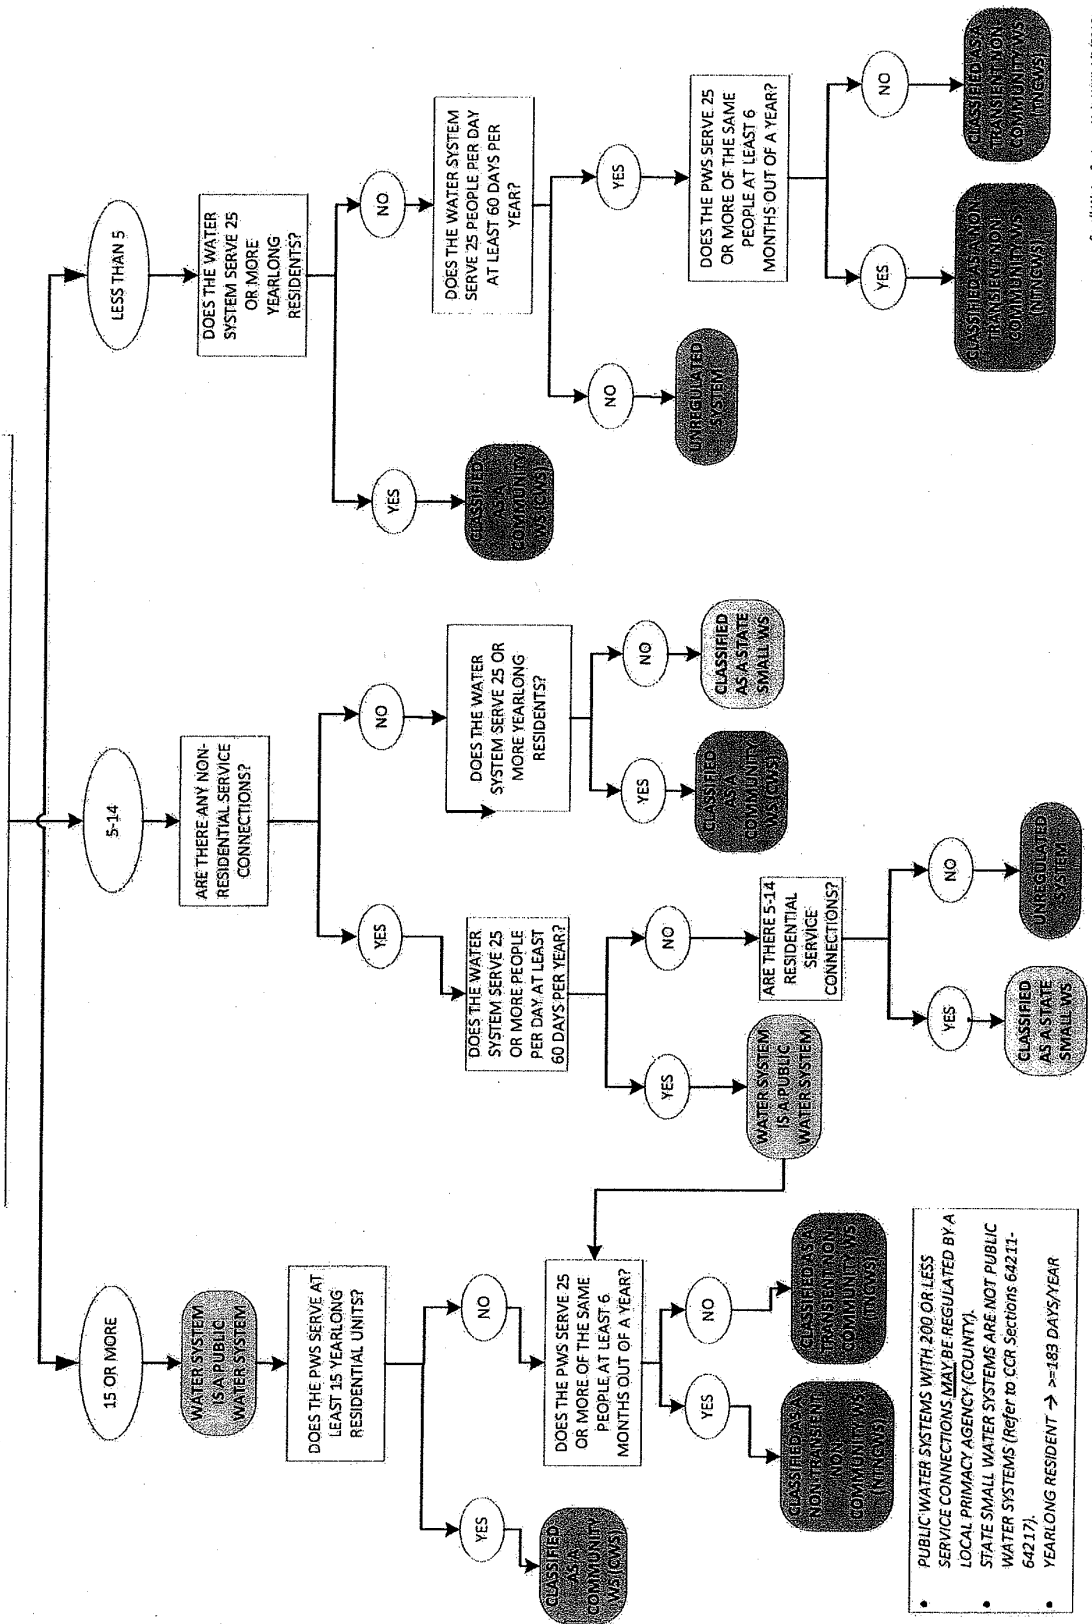 15 OR MORE
WATER SYSTEM
IS A PUBLIC
WATER SYSTEM
DOES THE PWS SERVE AT
LEAST 15 YEARLONG
RESIDENTIAL UNITS?
YES
CLASSIFIED
AS A
COMMUNITY
WS (CWS)
NO
DOES THE PWS SERVE 25
OR MORE OF THE SAME
PEOPLE AT LEAST 6
MONTHS OUT OF A YEAR?
YES
CLASSIFIED AS A
NON TRANSIENT
NON
COMMUNITY WS
(NTNCWS)
NO
CLASSIFIED AS A
TRANSIENT NON
COMMUNITY WS
(TNCWS)
5-14
ARE THERE ANY NON-
RESIDENTIAL SERVICE
CONNECTIONS?
YES
DOES THE WATER
SYSTEM SERVE 25
OR MORE PEOPLE
PER DAY AT LEAST
60 DAYS PER YEAR?
YES
WATER SYSTEM
IS A PUBLIC
WATER SYSTEM
NO
ARE THERE 5-14
RESIDENTIAL
SERVICE
CONNECTIONS?
YES
CLASSIFIED
AS A STATE
SMALL WS
NO
UNREGULATED
SYSTEM
NO
DOES THE WATER
SYSTEM SERVE 25 OR
MORE YEARLONG
RESIDENTS?
YES
CLASSIFIED
AS A
COMMUNITY
WS (CWS)
NO
CLASSIFIED
AS A STATE
SMALL WS
LESS THAN 5
DOES THE WATER
SYSTEM SERVE 25
OR MORE
YEARLONG
RESIDENTS?
YES
CLASSIFIED
AS A
COMMUNITY
WS (CWS)
NO
DOES THE WATER SYSTEM
SERVE 25 PEOPLE PER DAY
AT LEAST 60 DAYS PER
YEAR?
NO
UNREGULATED
SYSTEM
YES
DOES THE PWS SERVE 25
OR MORE OF THE SAME
PEOPLE AT LEAST 6
MONTHS OUT OF A YEAR?
YES
CLASSIFIED AS A NON
TRANSIENT NON
COMMUNITY WS
(NTNCWS)
NO
CLASSIFIED AS A
TRANSIENT NON
COMMUNITY WS
(TNCWS)
• PUBLIC WATER SYSTEMS WITH 200 OR LESS
SERVICE CONNECTIONS MAY BE REGULATED BY A
LOCAL PRIMACY AGENCY (COUNTY).
• STATE SMALL WATER SYSTEMS ARE NOT PUBLIC
WATER SYSTEMS (Refer to CCR Sections 64211-
64217).
• YEARLONG RESIDENT → >=183 DAYS/YEAR